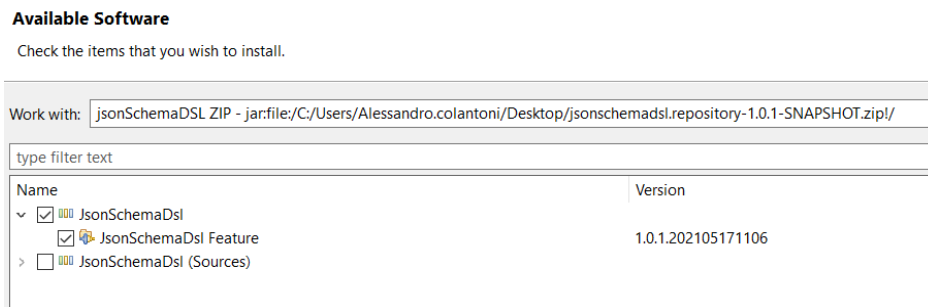 Available Software
Check the items that you wish to install.
Work with: jsonSchemaDSL ZIP - jar:file:/C:/Users/Alessandro.colantoni/Desktop/jsonschemadsl.repository-1.0.1-SNAPSHOT.zip!/
type filter text
Name Version
JsonSchemaDsl
JsonSchemaDsl Feature 1.0.1.202105171106
JsonSchemaDsl (Sources)